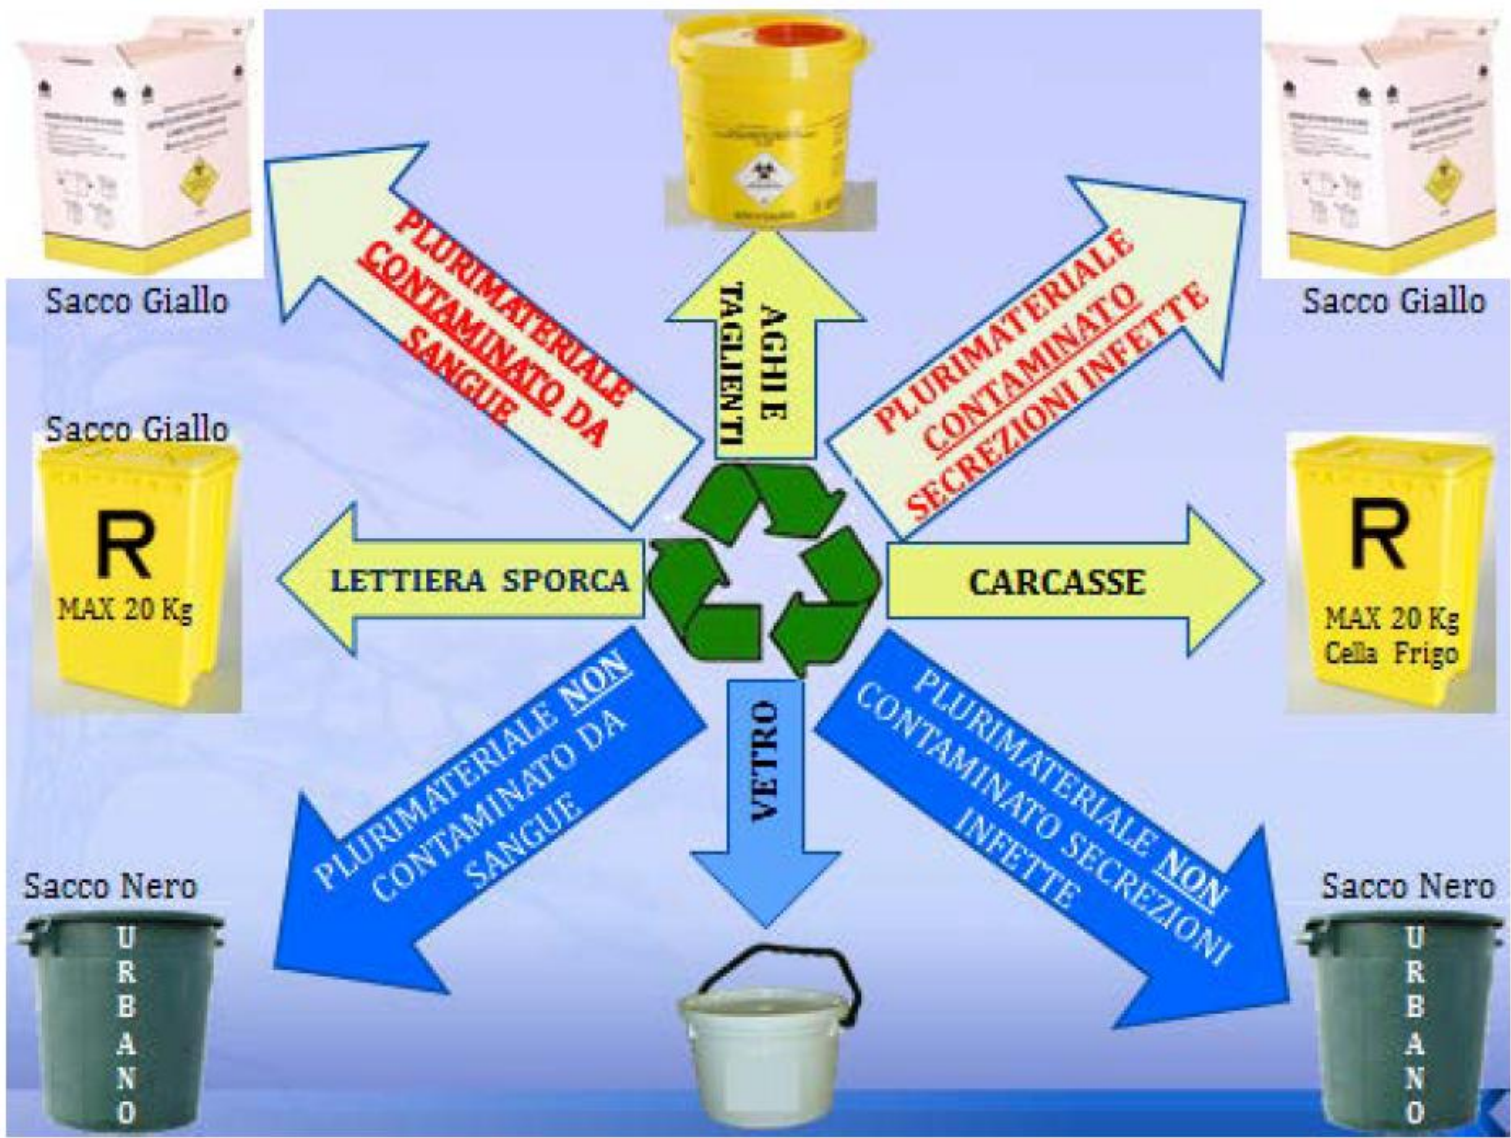 Sacco Giallo
PLURIMATERIALE
CONTAMINATO DA
SANGUE
AGHI E
TAGLIENTI
PLURIMATERIALE
CONTAMINATO
SECREZIONI INFETTE
Sacco Giallo
Sacco Giallo
R
MAX 20 Kg
LETTIERA SPORCA
CARCASSE
R
MAX 20 Kg
Cella Frigo
PLURIMATERIALE NON
CONTAMINATO DA
SANGUE
VETRO
PLURIMATERIALE NON
CONTAMINATO SECREZIONI
INFETTE
Sacco Nero
URBANO
Sacco Nero
URBANO